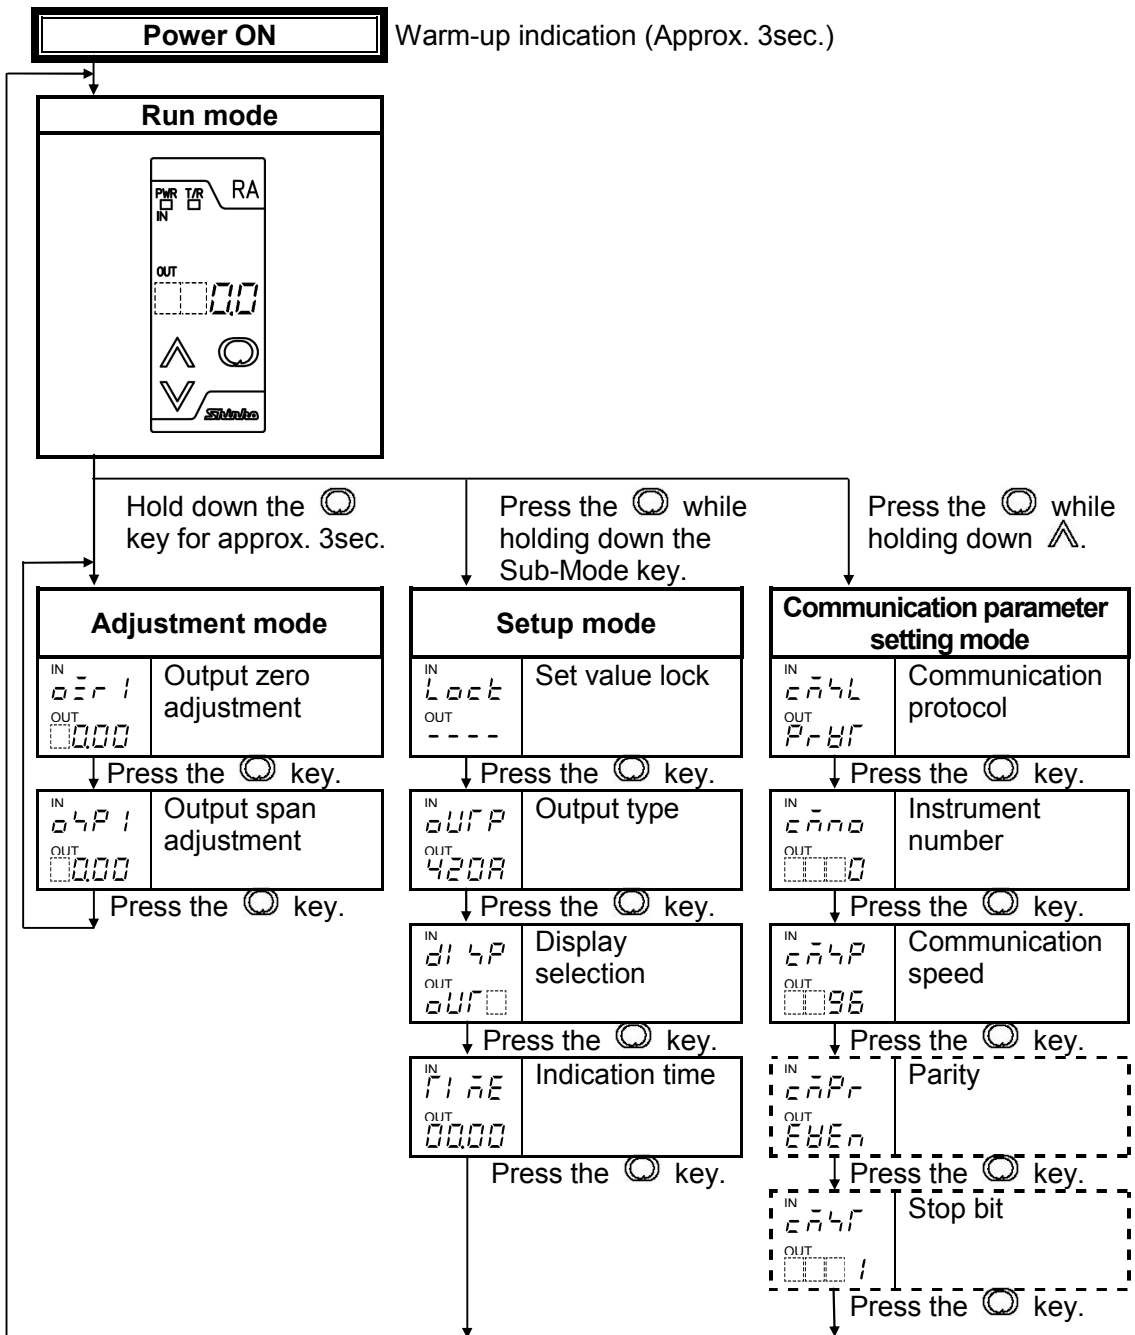 Power ON
Warm-up indication (Approx. 3sec.)
Run mode
PWR T/R RA
IN
OUT
0.0
Shinko
Hold down the
key for approx. 3sec.
Press the while
holding down the
Sub-Mode key.
Press the while
holding down
Adjustment mode
IN
Output zero
adjustment
OUT
0.00
Press the key.
IN
Output span
adjustment
OUT
0.00
Press the key.
Setup mode
IN
Lock
Set value lock
OUT
----
Press the key.
IN
Output type
OUT
420A
Press the key.
IN
Display
selection
OUT
Press the key.
IN
Indication time
OUT
00.00
Press the key.
Communication parameter
setting mode
IN
Communication
protocol
OUT
Press the key.
IN
Instrument
number
OUT
0
Press the key.
IN
Communication
speed
OUT
96
Press the key.
IN
Parity
OUT
EVEn
Press the key.
IN
Stop bit
OUT
1
Press the key.